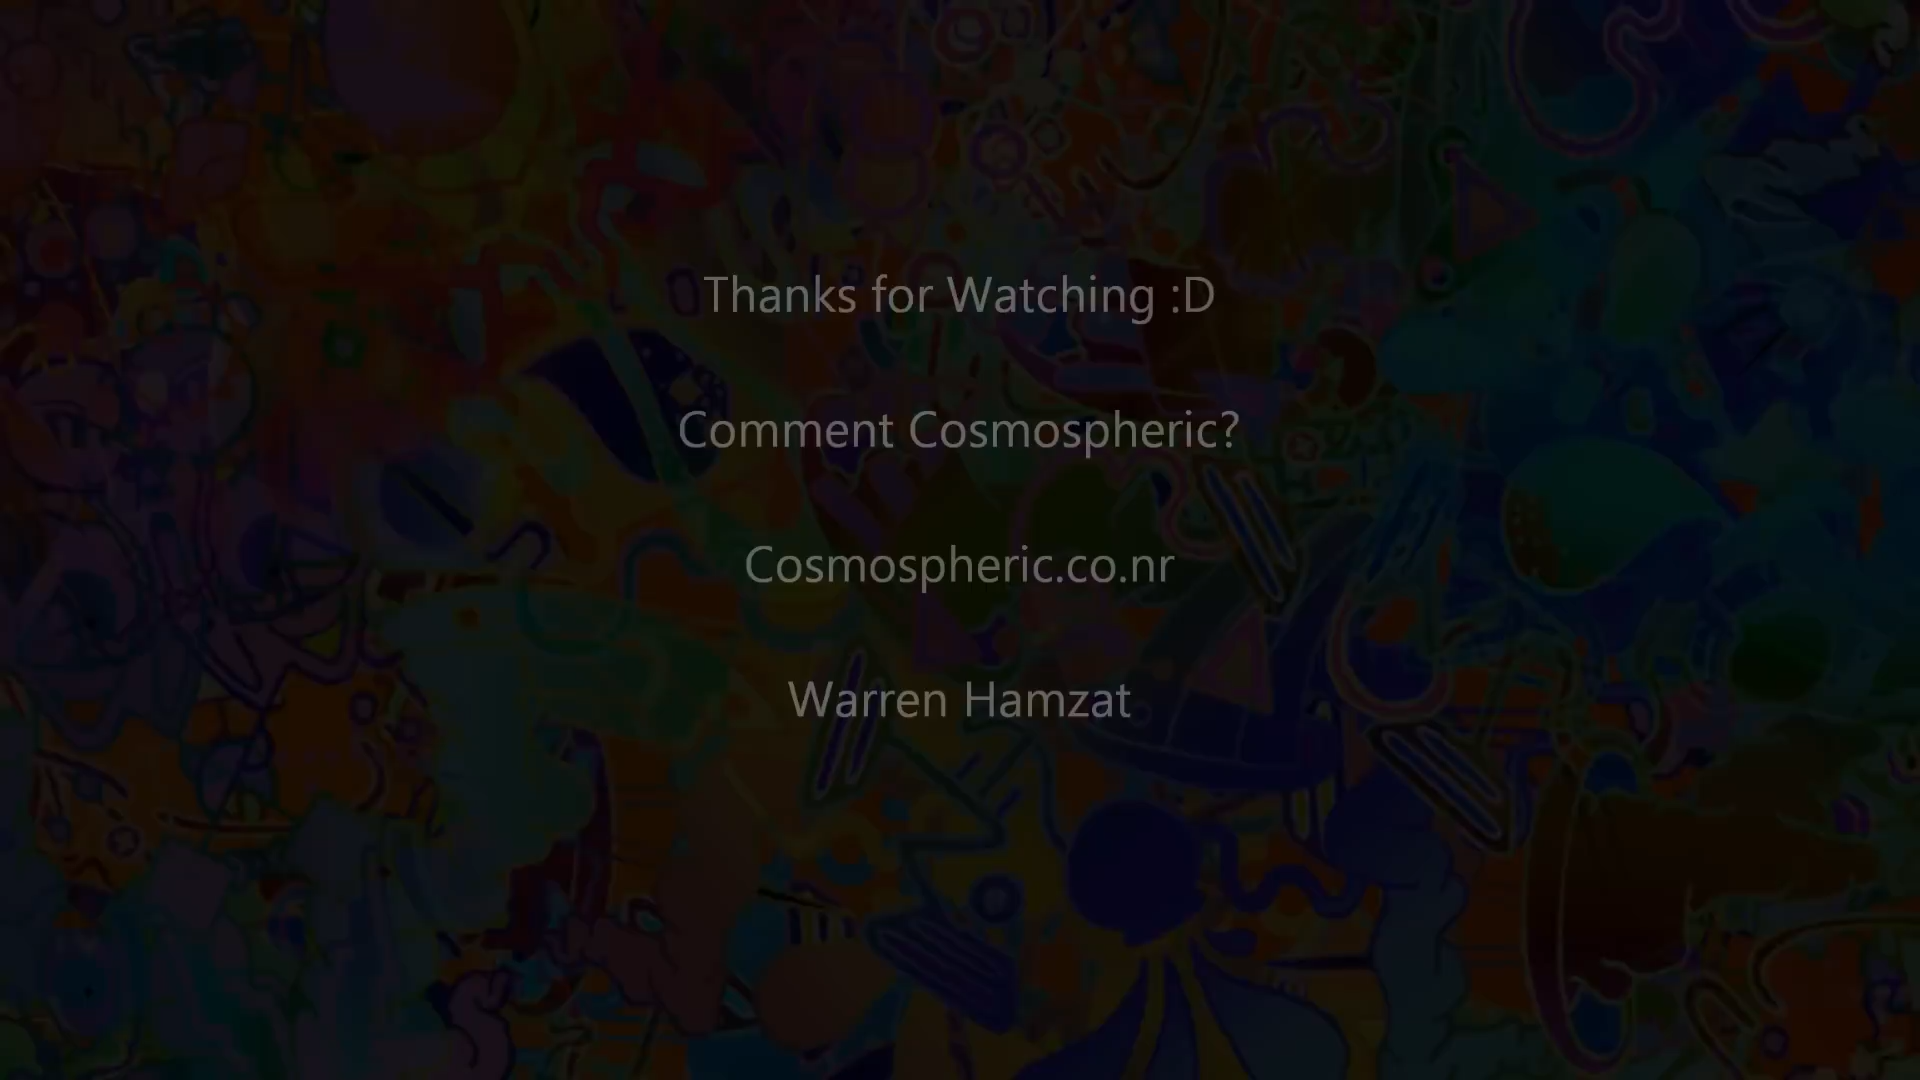 Thanks for Watching :D
Comment Cosmospheric?
Cosmospheric.co.nr
Warren Hamzat